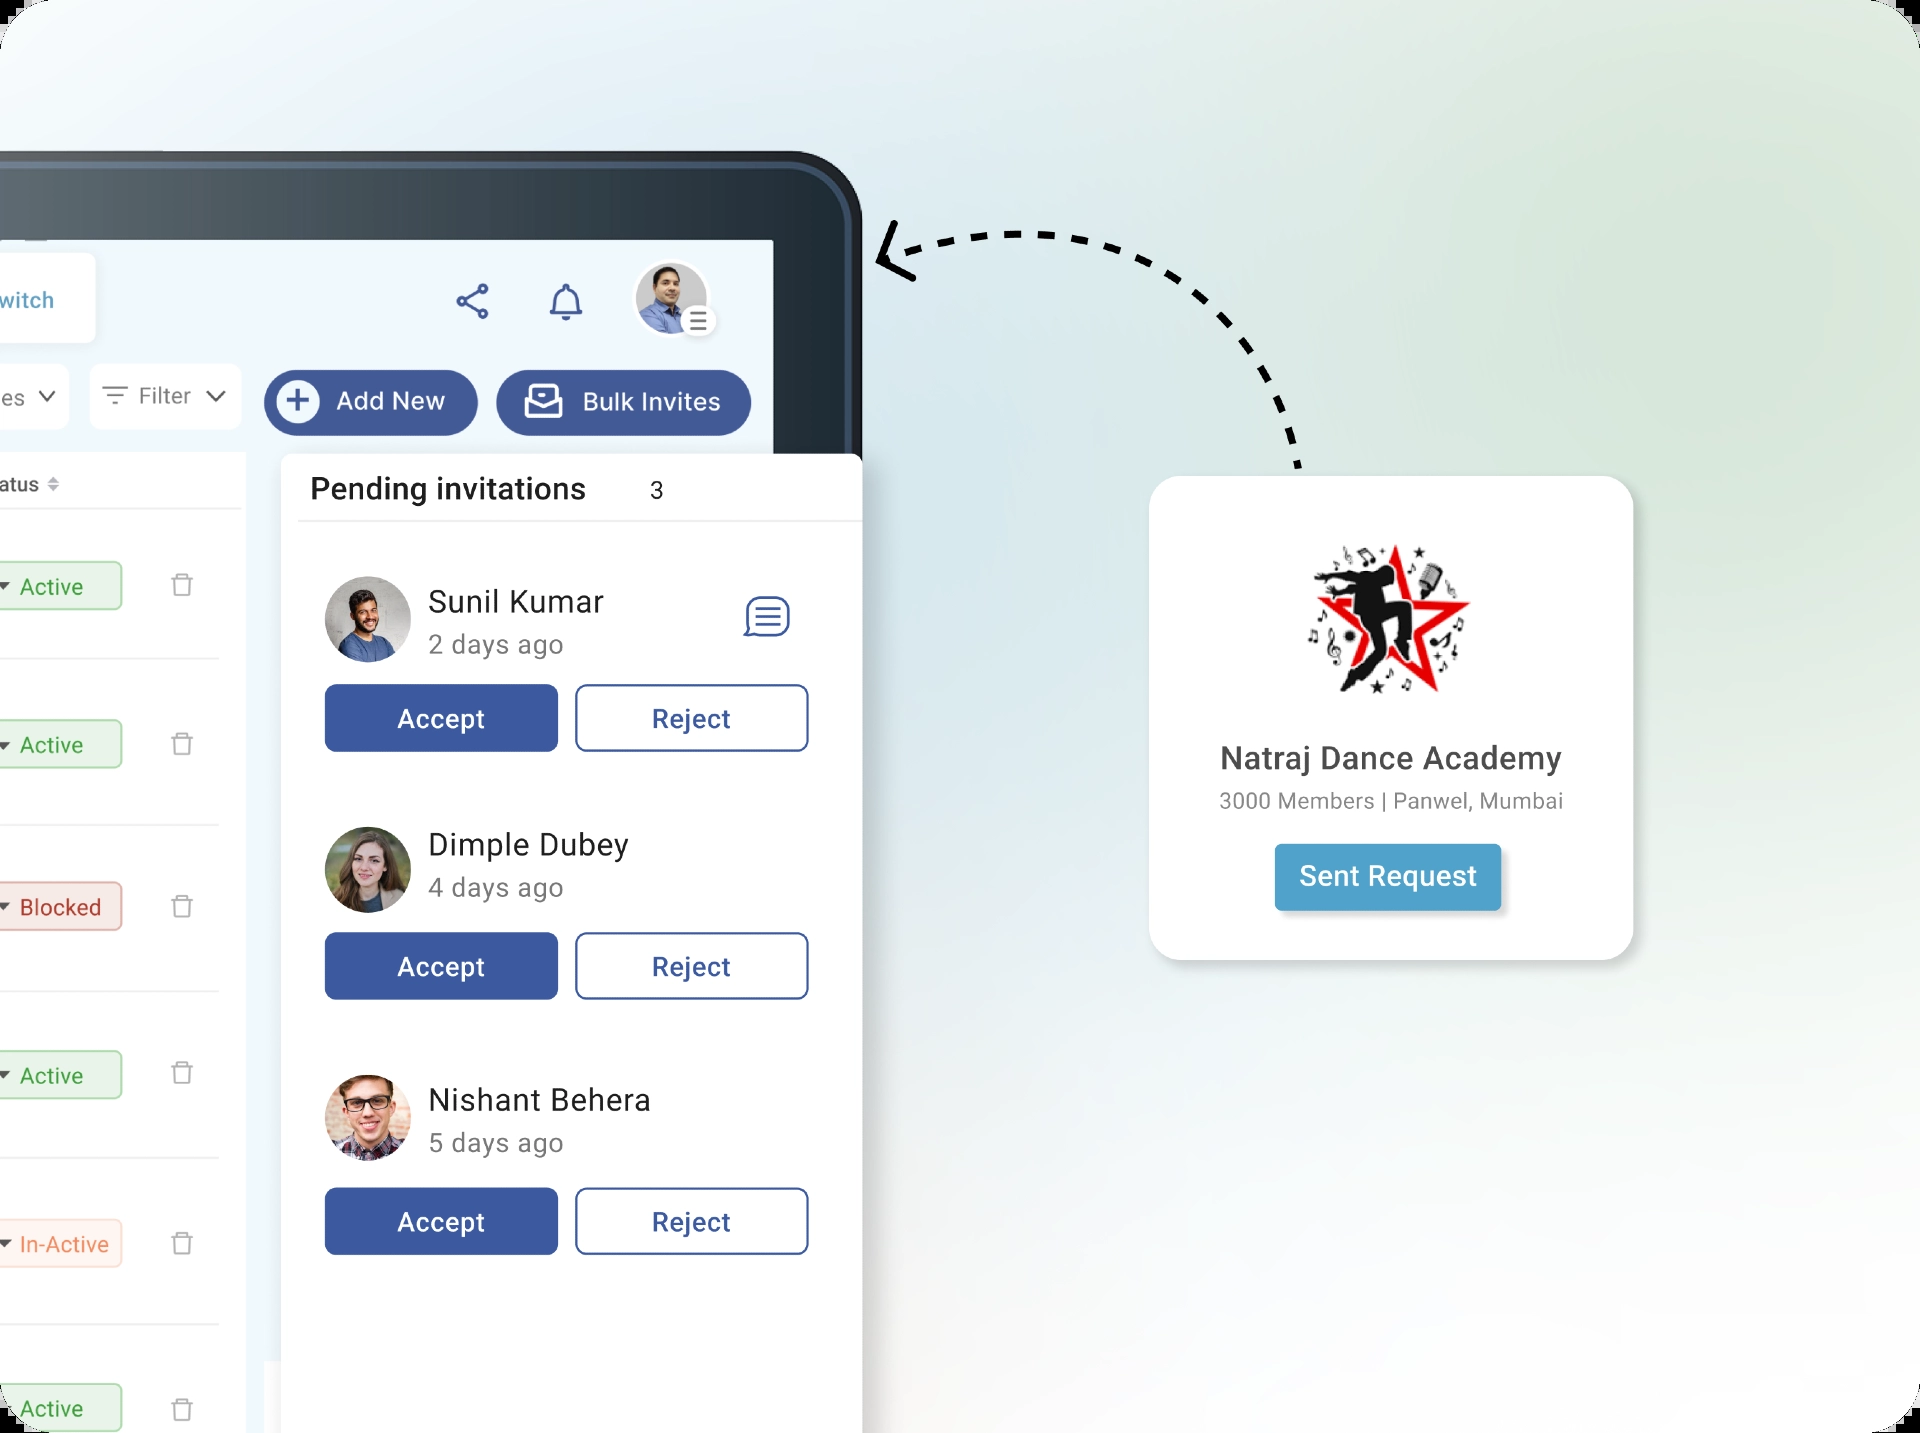 witch
es
Filter
Add New
Bulk Invites
atus
Pending invitations 3
Active
Sunil Kumar
2 days ago
Accept
Reject
Active
Dimple Dubey
4 days ago
Blocked
Accept
Reject
Active
Nishant Behera
5 days ago
Accept
Reject
In-Active
Active
Natraj Dance Academy
3000 Members | Panwel, Mumbai
Sent Request